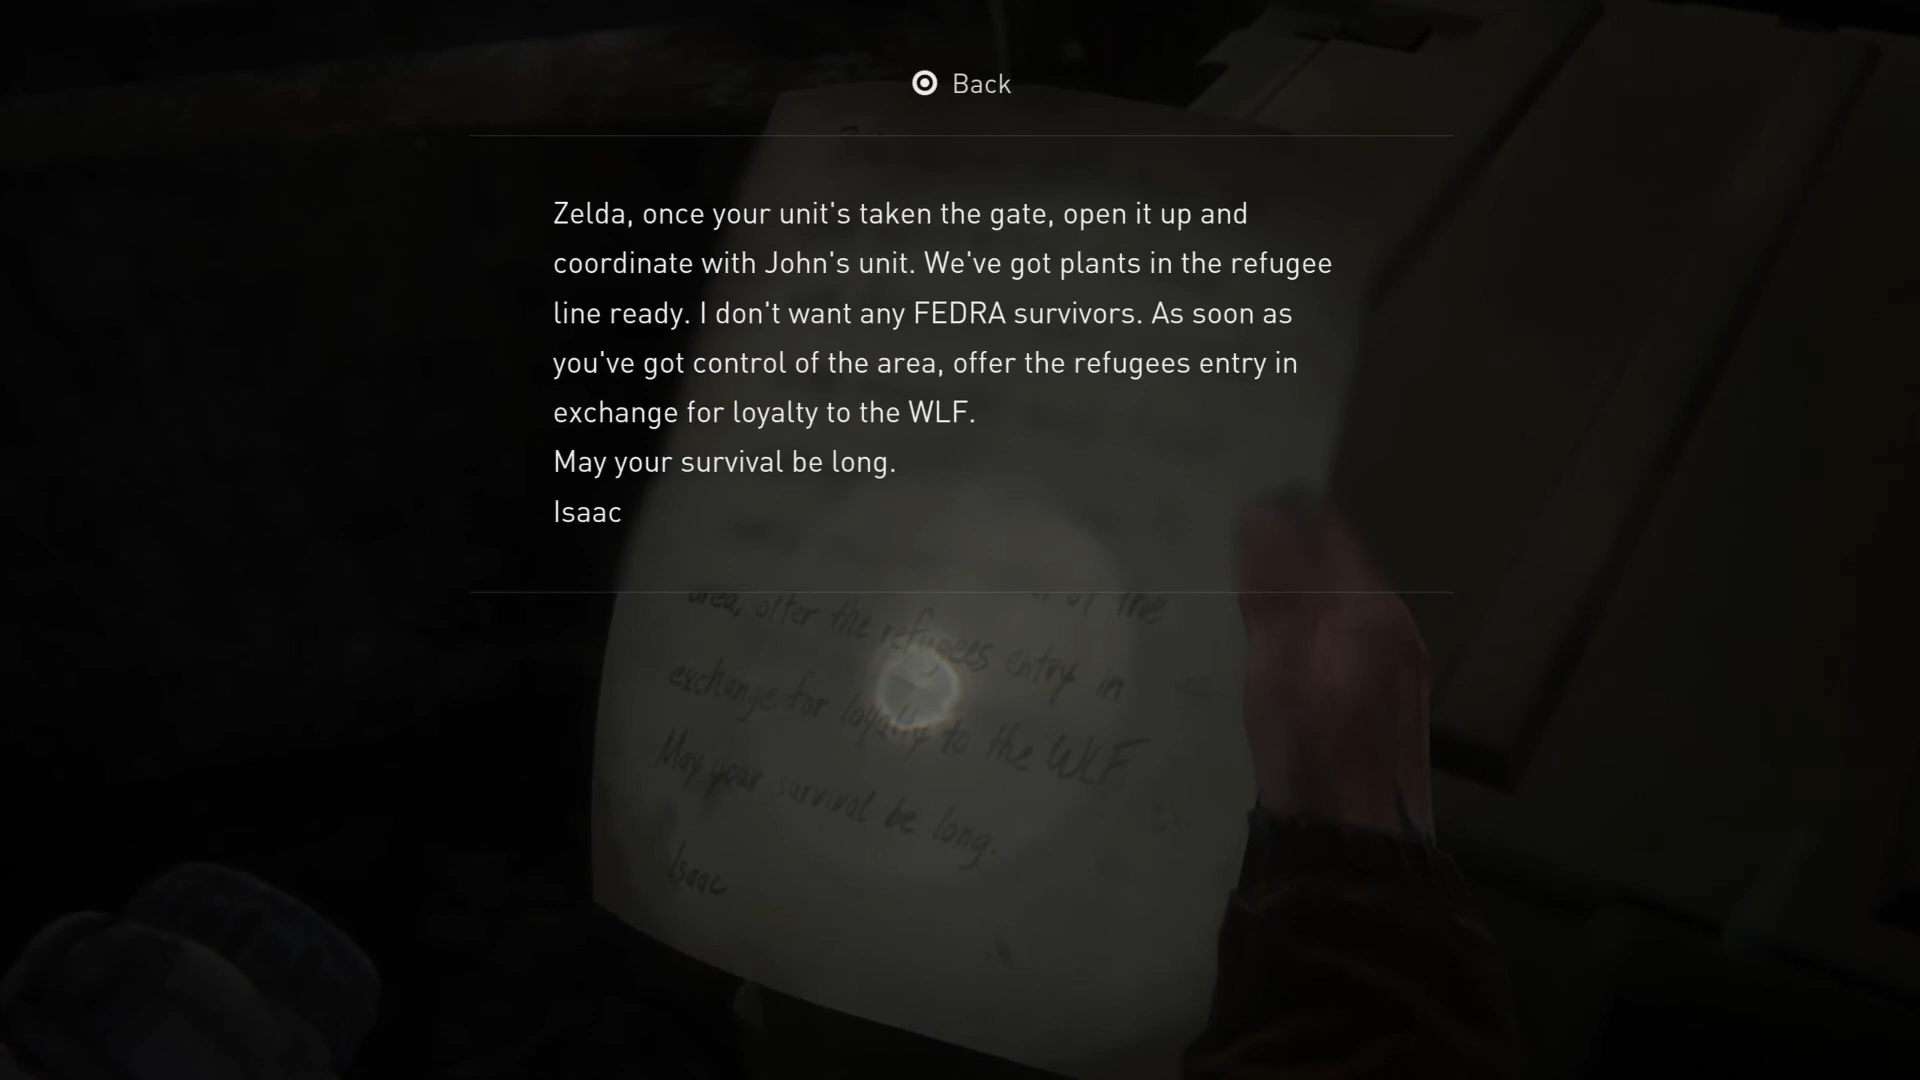 Back
Zelda, once your unit's taken the gate, open it up and
coordinate with John's unit. We've got plants in the refugee
line ready. I don't want any FEDRA survivors. As soon as
you've got control of the area, offer the refugees entry in
exchange for loyalty to the WLF.
May your survival be long.
Isaac
of the
area, offer the refugees entry in
exchange for loyalty to the WLF.
May your survival be long.
Isaac